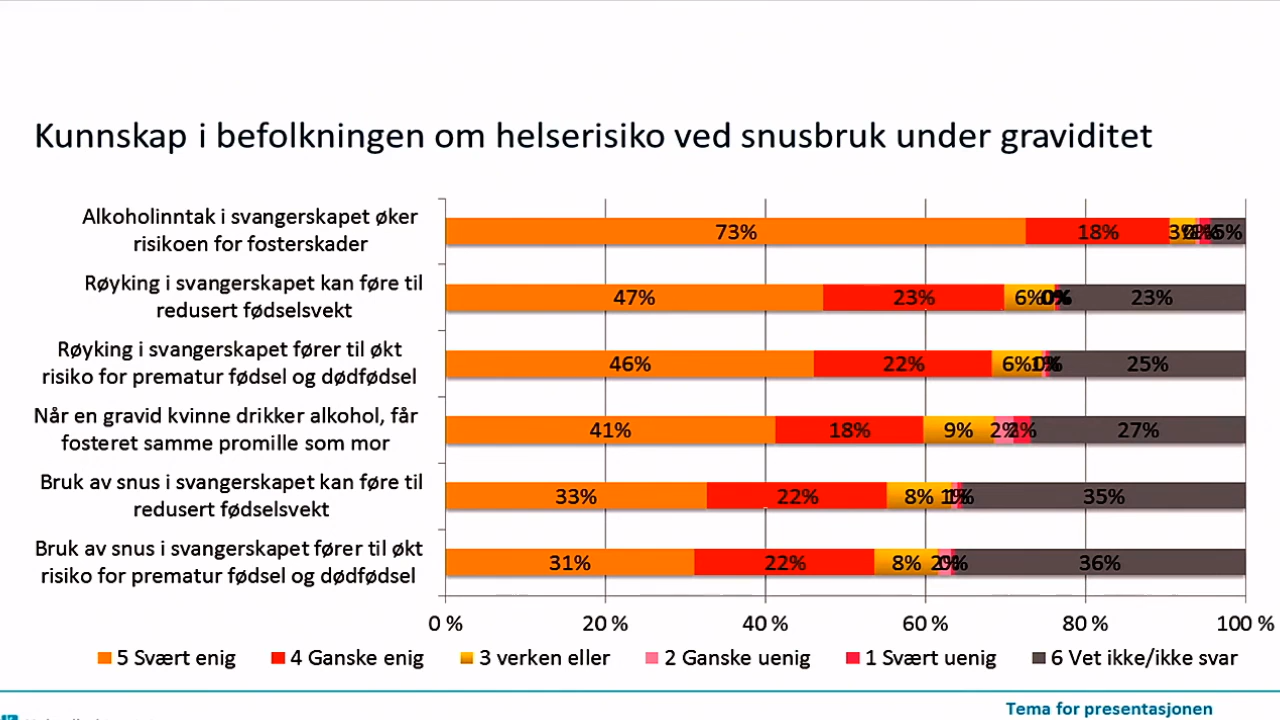 Kunnskap i befolkningen om helserisiko ved snusbruk under graviditet
Alkoholinntak i svangerskapet øker
risikoen for fosterskader
73% 18% 3% 5%
Røyking i svangerskapet kan føre til
redusert fødselsvekt
47% 23% 6% 0% 23%
Røyking i svangerskapet fører til økt
risiko for prematur fødsel og dødfødsel
46% 22% 6% 25%
Når en gravid kvinne drikker alkohol, får
fosteret samme promille som mor
41% 18% 9% 2% 2% 27%
Bruk av snus i svangerskapet kan føre til
redusert fødselsvekt
33% 22% 8% 1% 35%
Bruk av snus i svangerskapet fører til økt
risiko for prematur fødsel og dødfødsel
31% 22% 8% 36%
0 % 20 % 40 % 60 % 80 % 100 %
5 Svært enig 4 Ganske enig 3 verken eller 2 Ganske uenig 1 Svært uenig 6 Vet ikke/ikke svar
Tema for presentasjonen